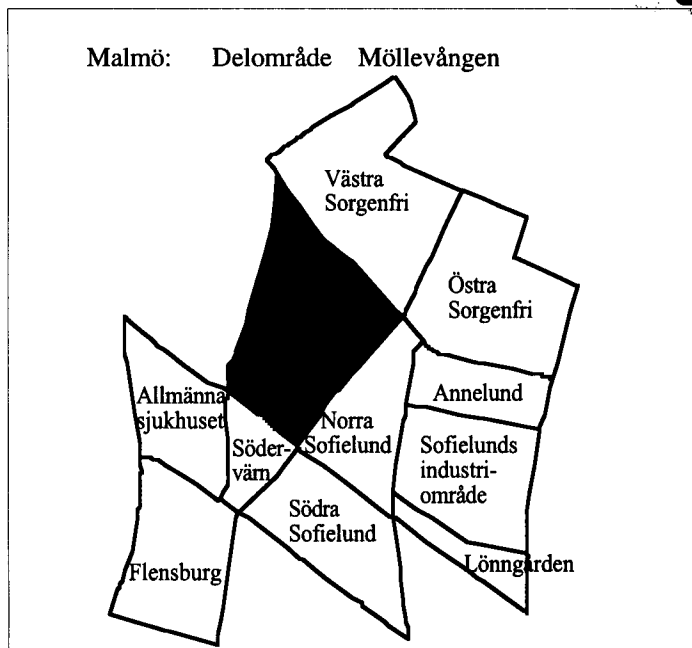 Malmö: Delområde Möllevången
Västra
Sorgenfri
Östra
Sorgenfri
Allmänna
sjukhuset
Söder-
värn
Norra
Sofielund
Annelund
Sofielunds
industri-
område
Södra
Sofielund
Flensburg
Lönngården